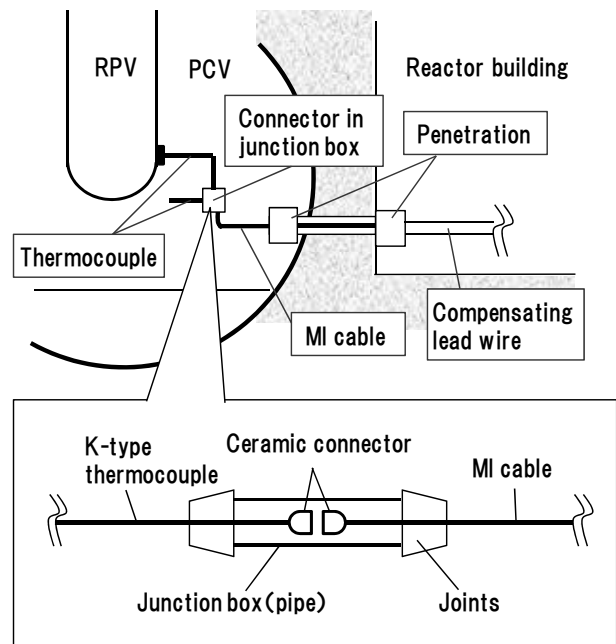 RPV
PCV
Reactor building
Connector in
junction box
Penetration
Thermocouple
MI cable
Compensating
lead wire
K-type
thermocouple
Ceramic connector
MI cable
Junction box(pipe)
Joints